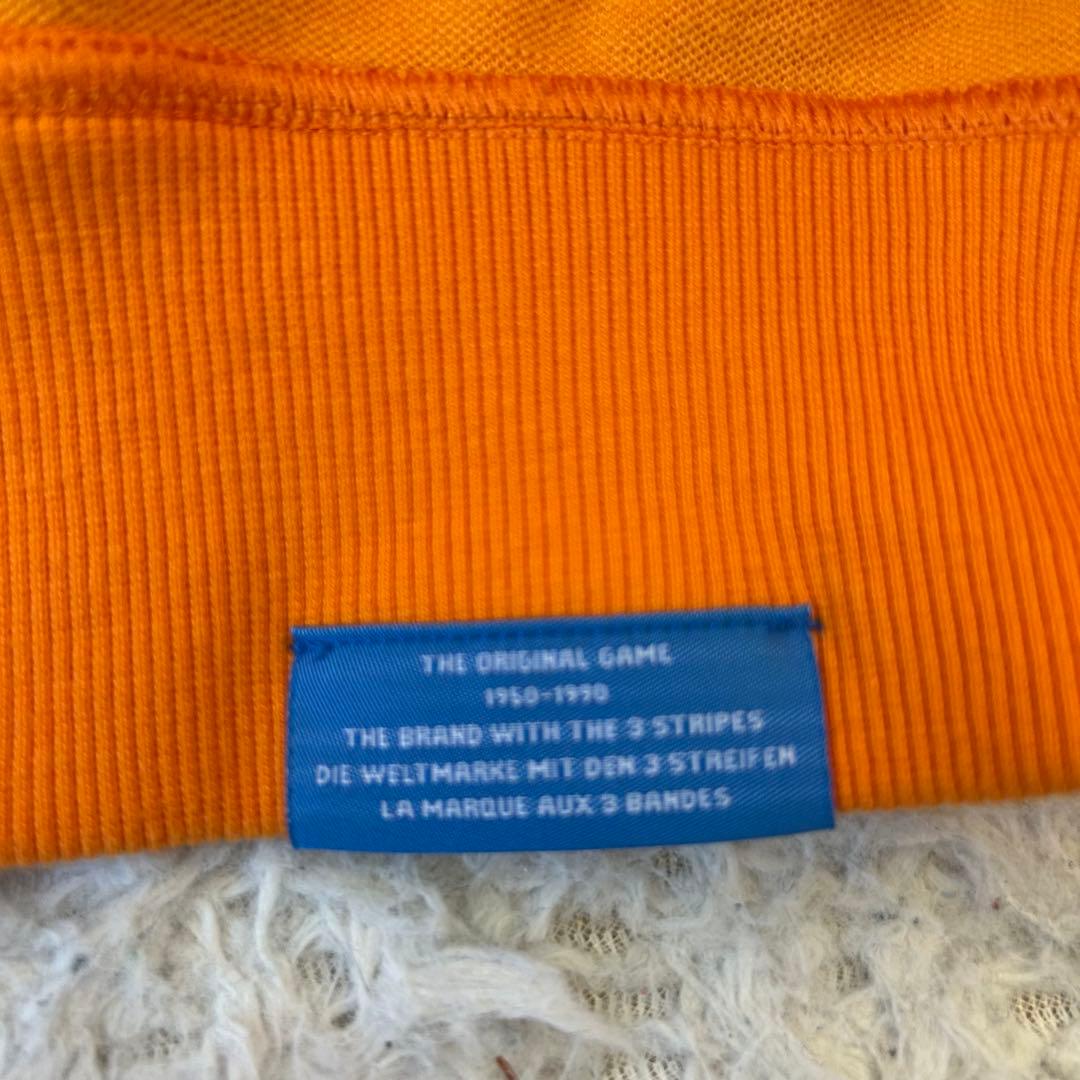 THE ORIGINAL GAME
1950-1990
THE BRAND WITH THE 3 STRIPES
DIE WELTMARKE MIT DEN 3 STREIFEN
LA MARQUE AUX 3 BANDES